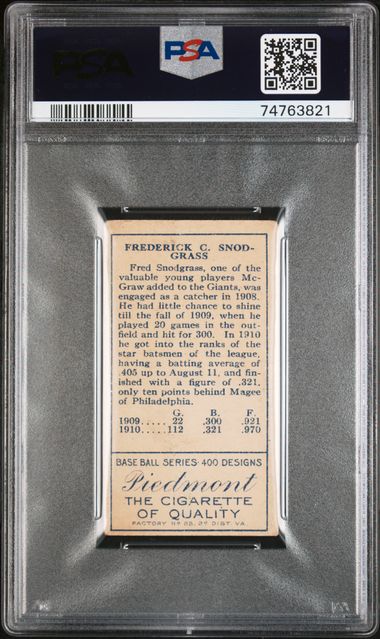 PSA
PSA
74763821
FREDERICK C. SNOD-
GRASS
Fred Snodgrass, one of the
valuable young players Mc-
Graw added to the Giants, was
engaged as a catcher in 1908.
He had little chance to shine
till the fall of 1909, when he
played 20 games in the out-
field and hit for 300. In 1910
he got into the ranks of the
star batsmen of the league,
having a batting average of
.405 up to August 11, and fin-
ished with a figure of .321,
only ten points behind Magee
of Philadelphia.
G. B. F.
1909..... 22 .300 .921
1910.....112 .321 .970
BASE BALL SERIES 400 DESIGNS
Piedmont
THE CIGARETTE
OF QUALITY
FACTORY Nº 25, 2º DIST. VA.